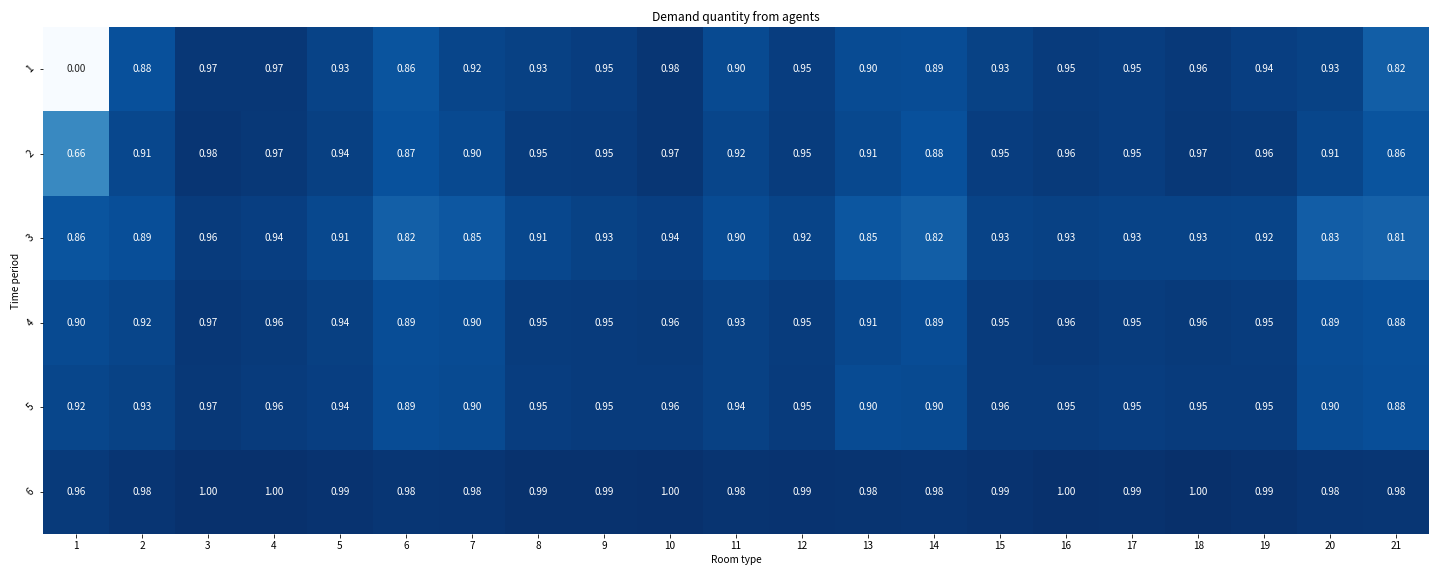 Demand quantity from agents
1 0.00 0.88 0.97 0.97 0.93 0.86 0.92 0.93 0.95 0.98 0.90 0.95 0.90 0.89 0.93 0.95 0.95 0.96 0.94 0.93 0.82
2 0.66 0.91 0.98 0.97 0.94 0.87 0.90 0.95 0.95 0.97 0.92 0.95 0.91 0.88 0.95 0.96 0.95 0.97 0.96 0.91 0.86
3 0.86 0.89 0.96 0.94 0.91 0.82 0.85 0.91 0.93 0.94 0.90 0.92 0.85 0.82 0.93 0.93 0.93 0.93 0.92 0.83 0.81
Time period
4 0.90 0.92 0.97 0.96 0.94 0.89 0.90 0.95 0.95 0.96 0.93 0.95 0.91 0.89 0.95 0.96 0.95 0.96 0.95 0.89 0.88
5 0.92 0.93 0.97 0.96 0.94 0.89 0.90 0.95 0.95 0.96 0.94 0.95 0.90 0.90 0.96 0.95 0.95 0.95 0.95 0.90 0.88
6 0.96 0.98 1.00 1.00 0.99 0.98 0.98 0.99 0.99 1.00 0.98 0.99 0.98 0.98 0.99 1.00 0.99 1.00 0.99 0.98 0.98
1 2 3 4 5 6 7 8 9 10 11 12 13 14 15 16 17 18 19 20 21
Room type